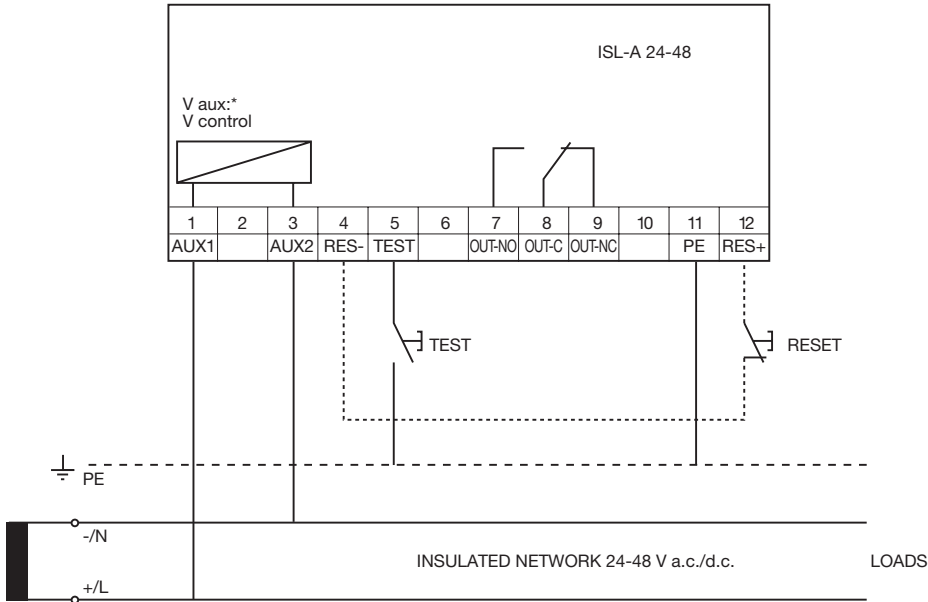 ISL-A 24-48
V aux:*
V control
1 2 3 4 5 6 7 8 9 10 11 12
AUX1 AUX2 RES- TEST OUT-NO OUT-C OUT-NC PE RES+
TEST
RESET
PE
-/N
INSULATED NETWORK 24-48 V a.c./d.c.
LOADS
+/L